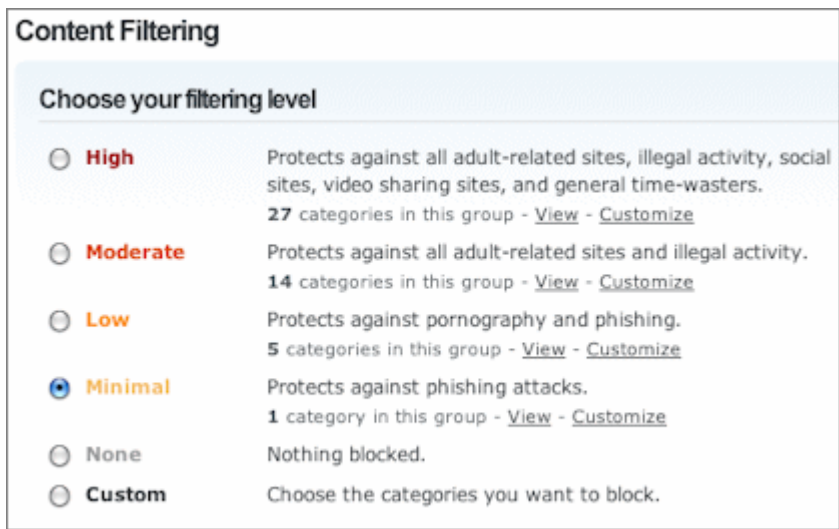 Content Filtering
Choose your filtering level
High
Protects against all adult-related sites, illegal activity, social
sites, video sharing sites, and general time-wasters.
27 categories in this group - View - Customize
Moderate
Protects against all adult-related sites and illegal activity.
14 categories in this group - View - Customize
Low
Protects against pornography and phishing.
5 categories in this group - View - Customize
Minimal
Protects against phishing attacks.
1 category in this group - View - Customize
None
Nothing blocked.
Custom
Choose the categories you want to block.